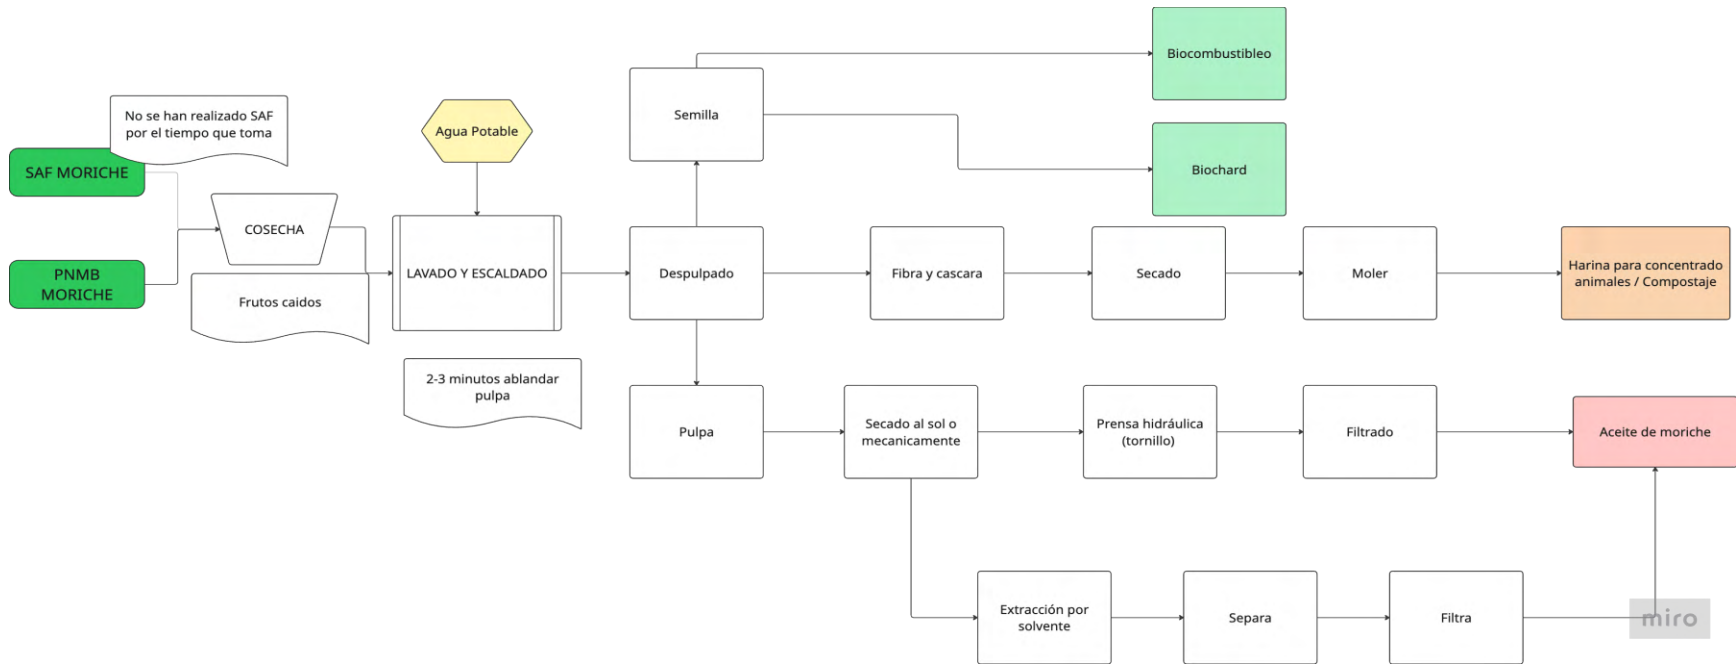 Biocombustibleo
No se han realizado SAF
por el tiempo que toma
Agua Potable
Semilla
SAF MORICHE
Biochard
COSECHA
PNMB
MORICHE
LAVADO Y ESCALDADO
Despulpado
Fibra y cascara
Secado
Moler
Harina para concentrado
animales / Compostaje
Frutos caidos
2-3 minutos ablandar
pulpa
Pulpa
Secado al sol o
mecanicamente
Prensa hidráulica
(tornillo)
Filtrado
Aceite de moriche
Extracción por
solvente
Separa
Filtra
miro